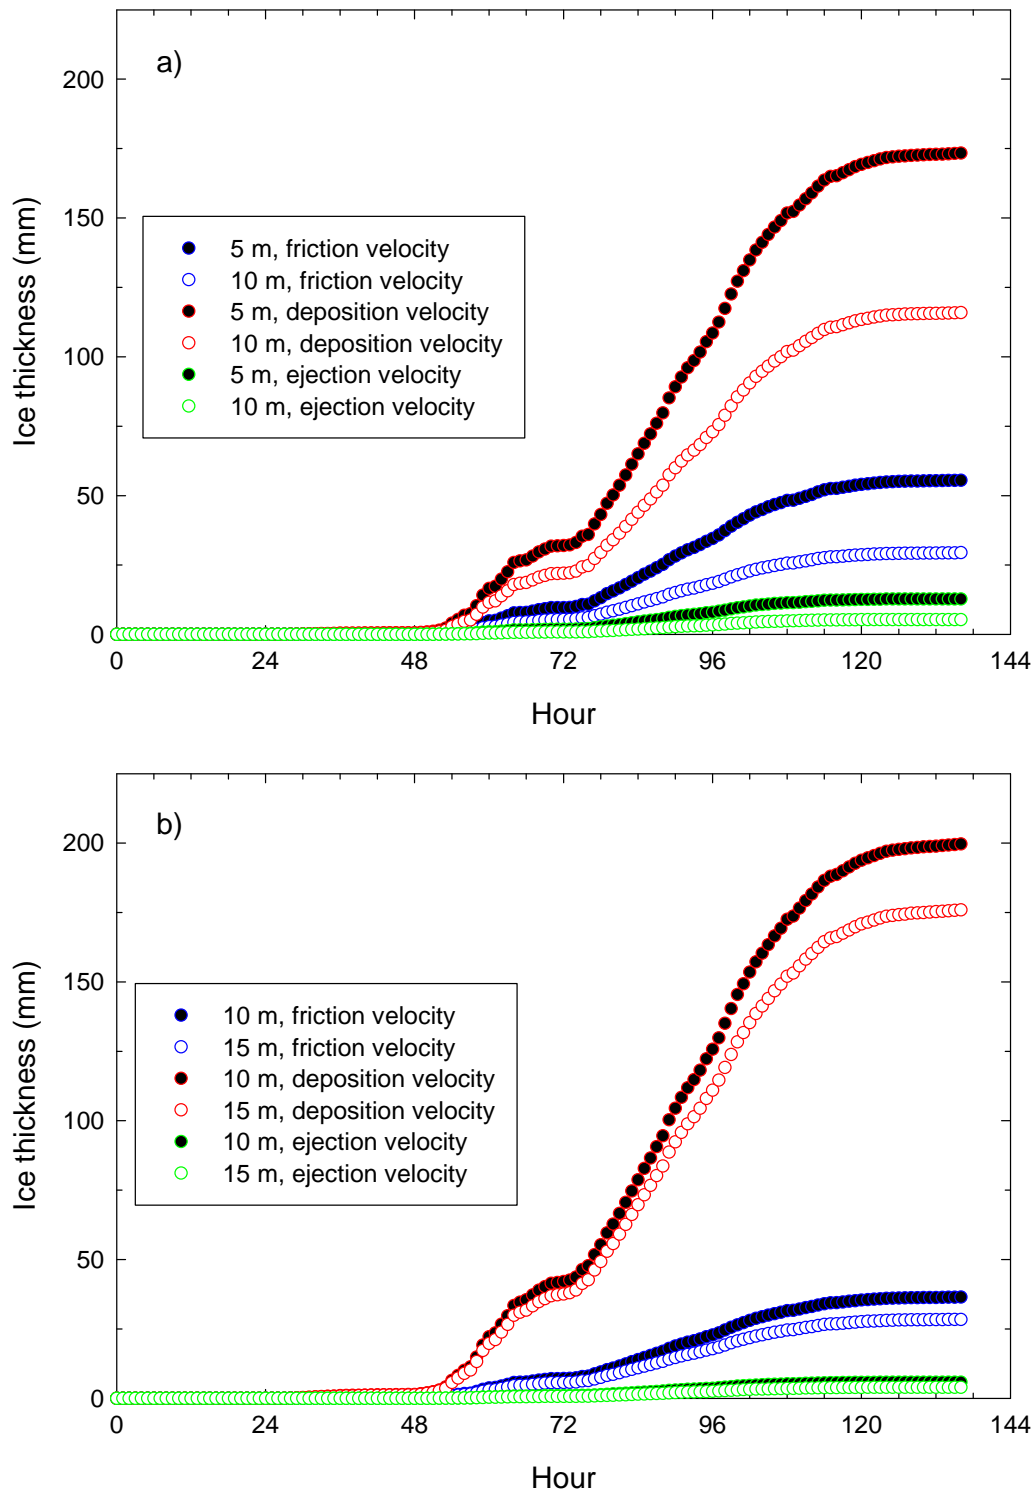 a)
200
150
100
50
0
Ice thickness (mm)
5 m, friction velocity
10 m, friction velocity
5 m, deposition velocity
10 m, deposition velocity
5 m, ejection velocity
10 m, ejection velocity
0 24 48 72 96 120 144
Hour
b)
200
150
100
50
0
Ice thickness (mm)
10 m, friction velocity
15 m, friction velocity
10 m, deposition velocity
15 m, deposition velocity
10 m, ejection velocity
15 m, ejection velocity
0 24 48 72 96 120 144
Hour